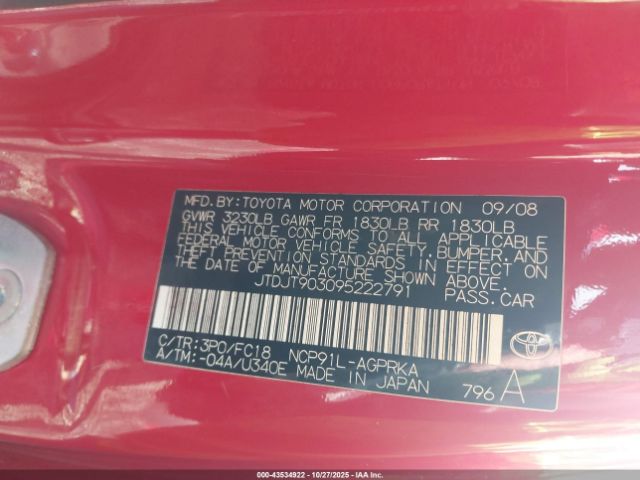 MFD. BY: TOYOTA MOTOR CORPORATION 09/08
GVWR 3230LB GAWR FR 1830LB RR 1830LB
THIS VEHICLE CONFORMS TO ALL APPLICABLE
FEDERAL MOTOR VEHICLE SAFETY, BUMPER, AND
THEFT PREVENTION STANDARDS IN EFFECT ON
THE DATE OF MANUFACTURE SHOWN ABOVE.
JTDJT903095222791 PASS. CAR
C/TR: 3P0/FC18 NCP91L-AGPRKA
A/TM: -04A/U340E MADE IN JAPAN 796 A
000-43534922 | 10/27/2025 - IAAI.com